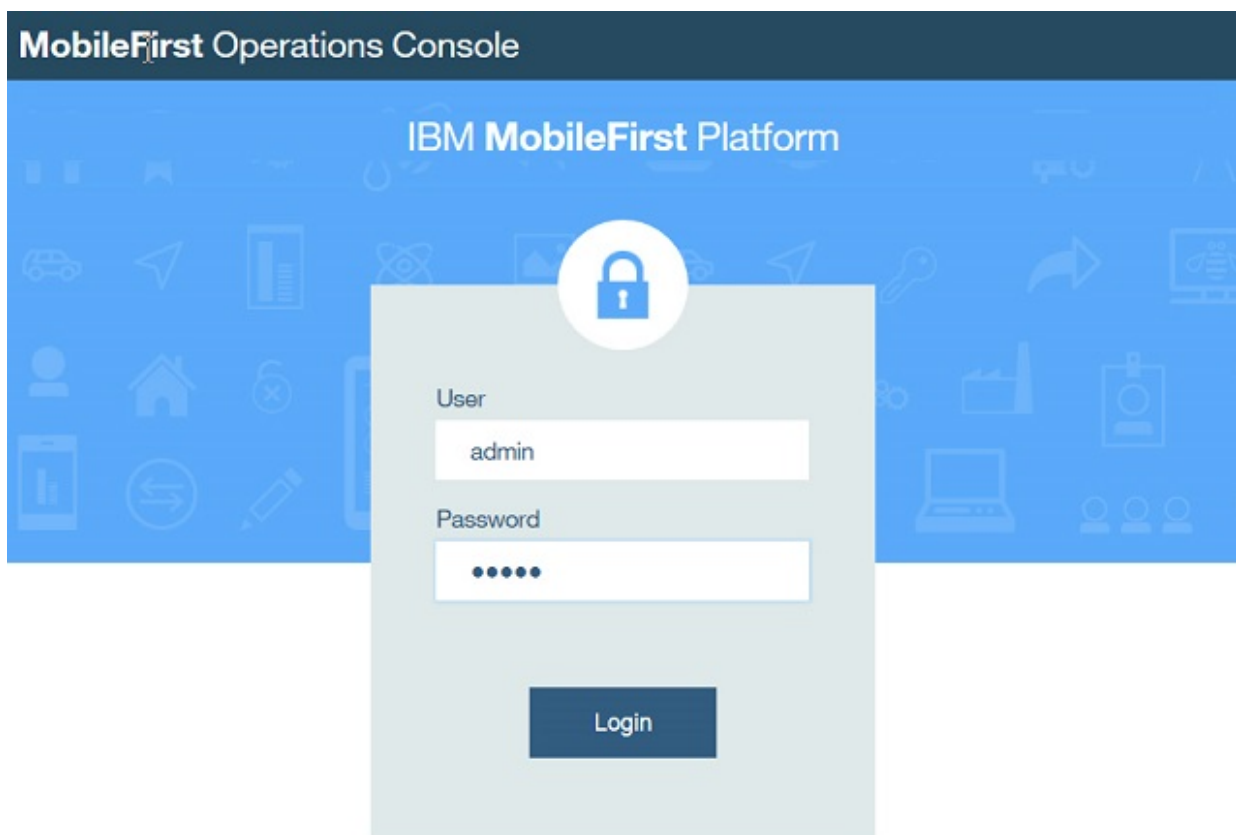 MobileFirst Operations Console
IBM MobileFirst Platform
User
admin
Password
•••••
Login